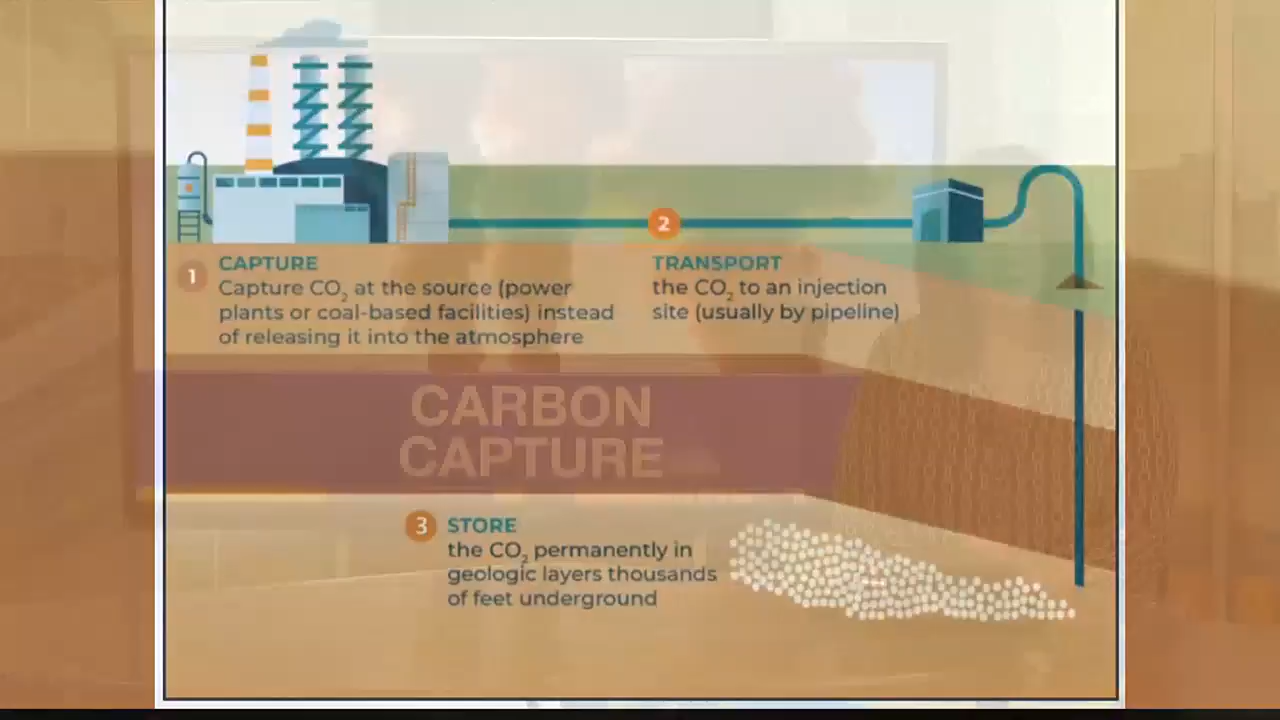 1
CAPTURE
Capture CO₂ at the source (power
plants or coal-based facilities) instead
of releasing it into the atmosphere
2
TRANSPORT
the CO₂ to an injection
site (usually by pipeline)
CARBON
CAPTURE
3
STORE
the CO₂ permanently in
geologic layers thousands
of feet underground